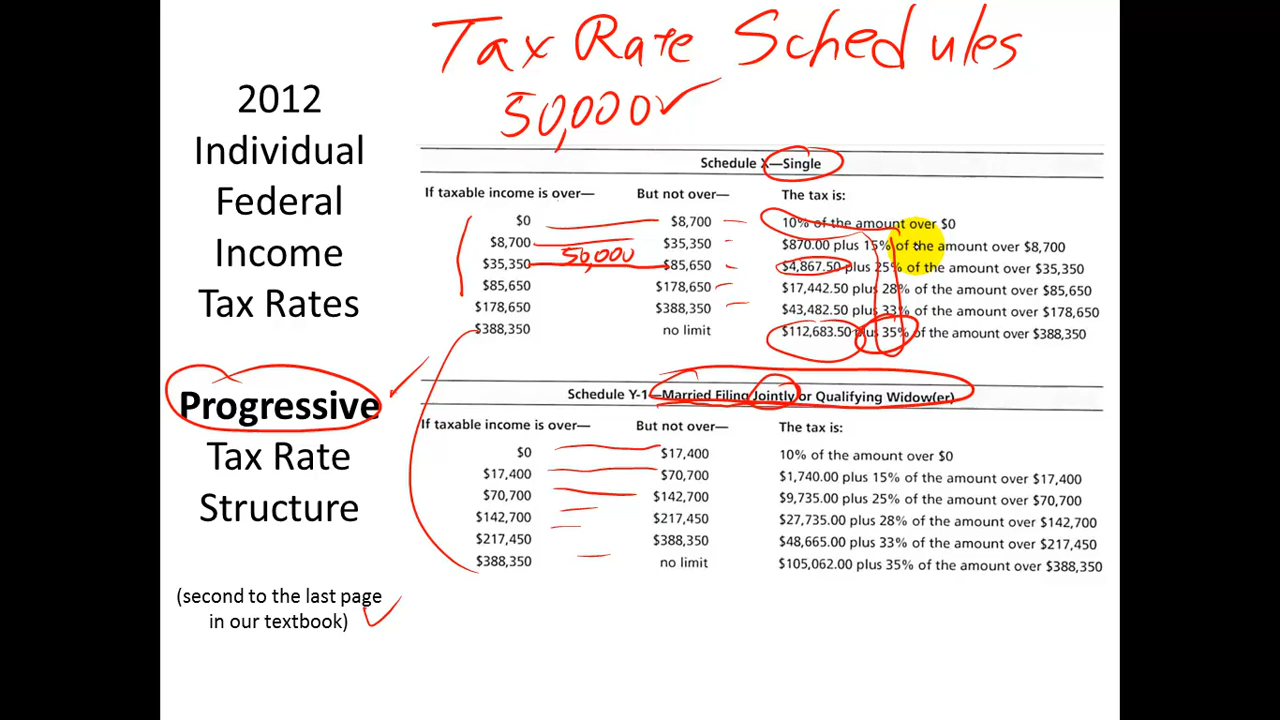 Tax Rate Schedules
50,000
2012
Individual
Federal
Income
Tax Rates
Progressive
Tax Rate
Structure
(second to the last page
in our textbook)
Schedule X—Single
If taxable income is over— But not over— The tax is:
$0 $8,700 10% of the amount over $0
$8,700 $35,350 $870.00 plus 15% of the amount over $8,700
50,000
$35,350 $85,650 $4,867.50 plus 25% of the amount over $35,350
$85,650 $178,650 $17,442.50 plus 28% of the amount over $85,650
$178,650 $388,350 $43,482.50 plus 33% of the amount over $178,650
$388,350 no limit $112,683.50 plus 35% of the amount over $388,350
Schedule Y-1—Married Filing Jointly or Qualifying Widow(er)
If taxable income is over— But not over— The tax is:
$0 $17,400 10% of the amount over $0
$17,400 $70,700 $1,740.00 plus 15% of the amount over $17,400
$70,700 $142,700 $9,735.00 plus 25% of the amount over $70,700
$142,700 $217,450 $27,735.00 plus 28% of the amount over $142,700
$217,450 $388,350 $48,665.00 plus 33% of the amount over $217,450
$388,350 no limit $105,062.00 plus 35% of the amount over $388,350